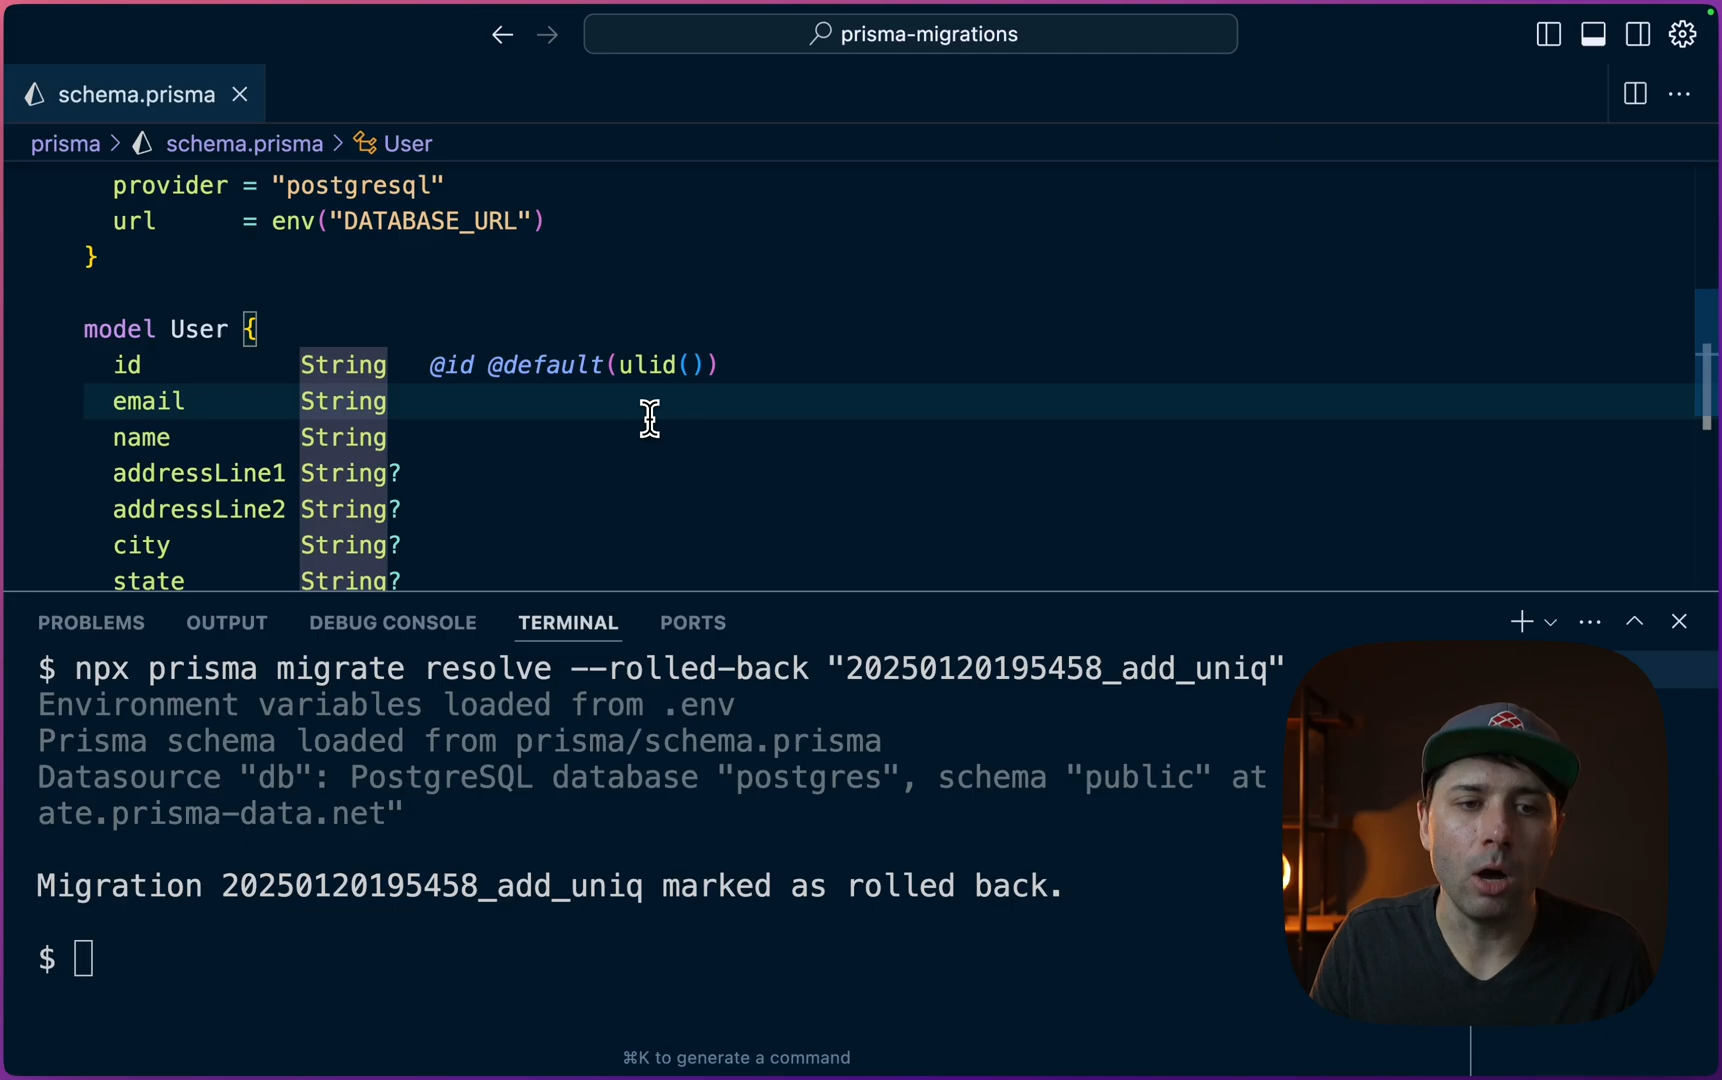 prisma-migrations
schema.prisma
prisma > schema.prisma > User
provider = "postgresql"
url = env("DATABASE_URL")
}
model User {
id String @id @default(ulid())
email String
name String
addressLine1 String?
addressLine2 String?
city String?
state String?
PROBLEMS OUTPUT DEBUG CONSOLE TERMINAL PORTS
$ npx prisma migrate resolve --rolled-back "20250120195458_add_uniq"
Environment variables loaded from .env
Prisma schema loaded from prisma/schema.prisma
Datasource "db": PostgreSQL database "postgres", schema "public" at
ate.prisma-data.net"
Migration 20250120195458_add_uniq marked as rolled back.
$
⌘K to generate a command